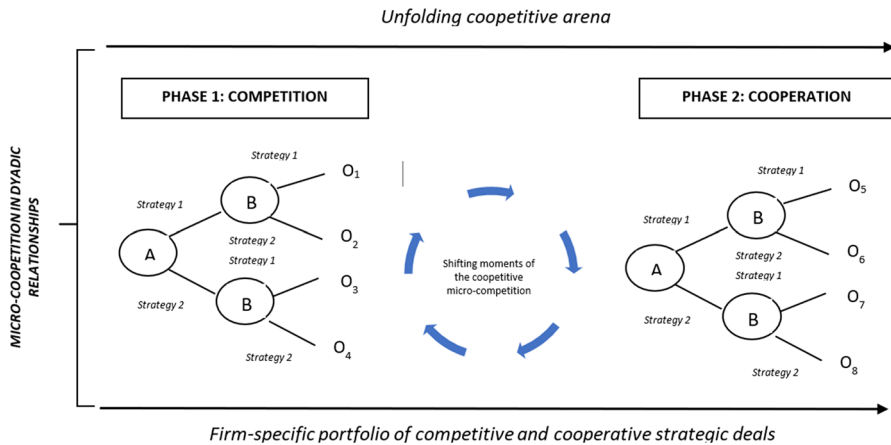 Unfolding coopetitive arena
MICRO-COOPETITION IN DYADIC
RELATIONSHIPS
PHASE 1: COMPETITION
Strategy 1
O1
Strategy 1
B
Strategy 2
O2
A
Strategy 1
O3
Strategy 2
B
Strategy 2
O4
Shifting moments of
the coopetitive
micro-competition
PHASE 2: COOPERATION
Strategy 1
O5
Strategy 1
B
Strategy 2
O6
A
Strategy 1
O7
Strategy 2
B
Strategy 2
O8
Firm-specific portfolio of competitive and cooperative strategic deals